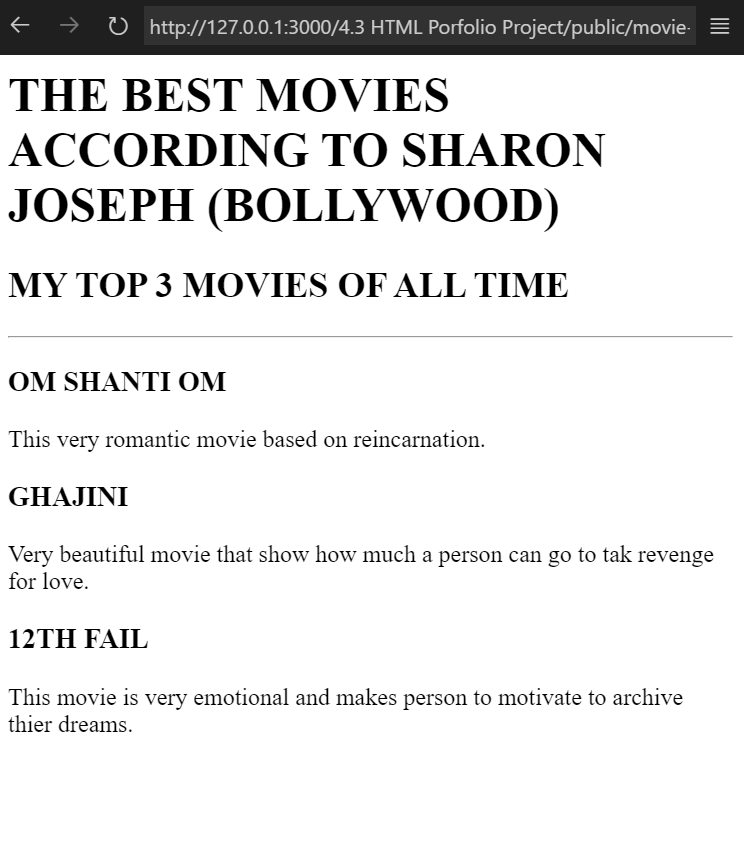 http://127.0.0.1:3000/4.3 HTML Porfolio Project/public/movie-
THE BEST MOVIES
ACCORDING TO SHARON
JOSEPH (BOLLYWOOD)
MY TOP 3 MOVIES OF ALL TIME
OM SHANTI OM
This very romantic movie based on reincarnation.
GHAJINI
Very beautiful movie that show how much a person can go to tak revenge
for love.
12TH FAIL
This movie is very emotional and makes person to motivate to archive
thier dreams.